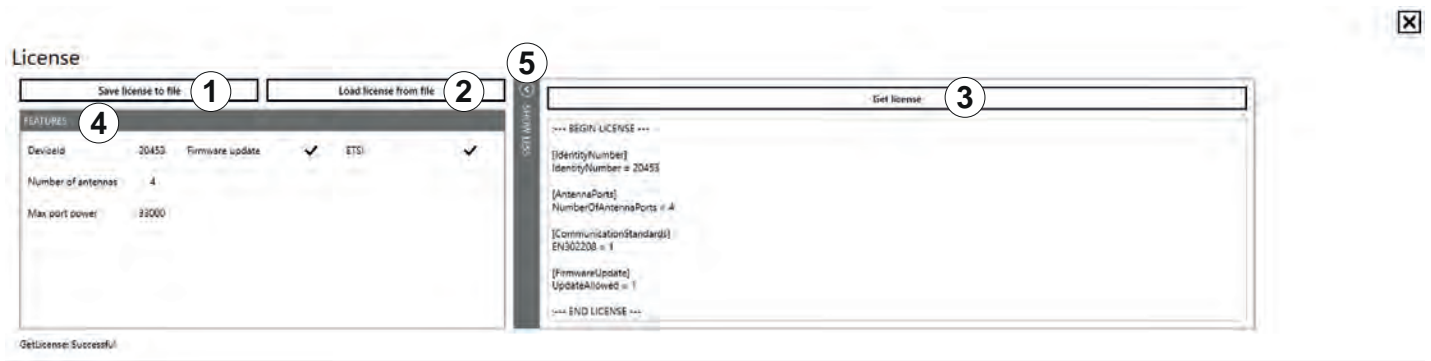 License
5
Save license to file 1
Load license from file 2
Get license 3
FEATURES 4
DeviceId 20453 Firmware update ✓ ETSI ✓
Number of antennas 4
Max port power 33000
SHOW LESS
:--- BEGIN LICENSE ---
[IdentityNumber]
IdentityNumber = 20453
[AntennaPorts]
NumberOfAntennaPorts = 4
[CommunicationStandards]
EN302208 = 1
[FirmwareUpdate]
UpdateAllowed = 1
:--- END LICENSE ---
GetLicense: Successful